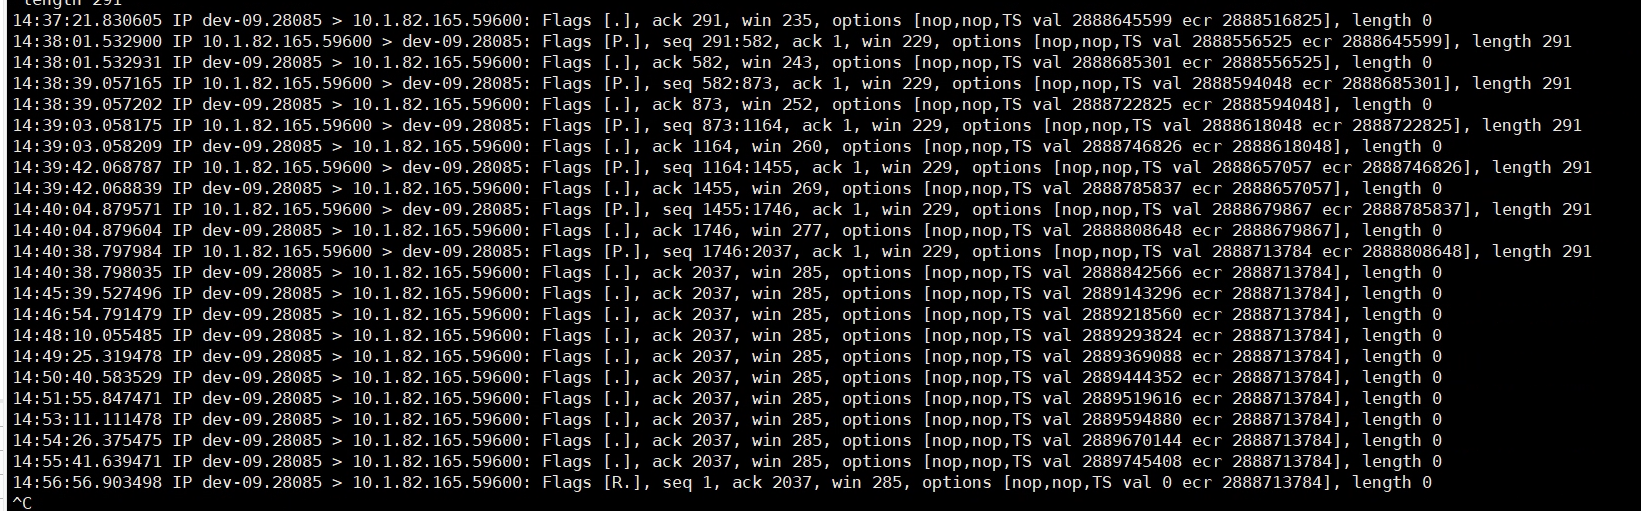 length 291
14:37:21.830605 IP dev-09.28085 > 10.1.82.165.59600: Flags [.], ack 291, win 235, options [nop,nop,TS val 2888645599 ecr 2888516825], length 0
14:38:01.532900 IP 10.1.82.165.59600 > dev-09.28085: Flags [P.], seq 291:582, ack 1, win 229, options [nop,nop,TS val 2888556525 ecr 2888645599], length 291
14:38:01.532931 IP dev-09.28085 > 10.1.82.165.59600: Flags [.], ack 582, win 243, options [nop,nop,TS val 2888685301 ecr 2888556525], length 0
14:38:39.057165 IP 10.1.82.165.59600 > dev-09.28085: Flags [P.], seq 582:873, ack 1, win 229, options [nop,nop,TS val 2888594048 ecr 2888685301], length 291
14:38:39.057202 IP dev-09.28085 > 10.1.82.165.59600: Flags [.], ack 873, win 252, options [nop,nop,TS val 2888722825 ecr 2888594048], length 0
14:39:03.058175 IP 10.1.82.165.59600 > dev-09.28085: Flags [P.], seq 873:1164, ack 1, win 229, options [nop,nop,TS val 2888618048 ecr 2888722825], length 291
14:39:03.058209 IP dev-09.28085 > 10.1.82.165.59600: Flags [.], ack 1164, win 260, options [nop,nop,TS val 2888746826 ecr 2888618048], length 0
14:39:42.068787 IP 10.1.82.165.59600 > dev-09.28085: Flags [P.], seq 1164:1455, ack 1, win 229, options [nop,nop,TS val 2888657057 ecr 2888746826], length 291
14:39:42.068839 IP dev-09.28085 > 10.1.82.165.59600: Flags [.], ack 1455, win 269, options [nop,nop,TS val 2888785837 ecr 2888657057], length 0
14:40:04.879571 IP 10.1.82.165.59600 > dev-09.28085: Flags [P.], seq 1455:1746, ack 1, win 229, options [nop,nop,TS val 2888679867 ecr 2888785837], length 291
14:40:04.879604 IP dev-09.28085 > 10.1.82.165.59600: Flags [.], ack 1746, win 277, options [nop,nop,TS val 2888808648 ecr 2888679867], length 0
14:40:38.797984 IP 10.1.82.165.59600 > dev-09.28085: Flags [P.], seq 1746:2037, ack 1, win 229, options [nop,nop,TS val 2888713784 ecr 2888808648], length 291
14:40:38.798035 IP dev-09.28085 > 10.1.82.165.59600: Flags [.], ack 2037, win 285, options [nop,nop,TS val 2888842566 ecr 2888713784], length 0
14:45:39.527496 IP dev-09.28085 > 10.1.82.165.59600: Flags [.], ack 2037, win 285, options [nop,nop,TS val 2889143296 ecr 2888713784], length 0
14:46:54.791479 IP dev-09.28085 > 10.1.82.165.59600: Flags [.], ack 2037, win 285, options [nop,nop,TS val 2889218560 ecr 2888713784], length 0
14:48:10.055485 IP dev-09.28085 > 10.1.82.165.59600: Flags [.], ack 2037, win 285, options [nop,nop,TS val 2889293824 ecr 2888713784], length 0
14:49:25.319478 IP dev-09.28085 > 10.1.82.165.59600: Flags [.], ack 2037, win 285, options [nop,nop,TS val 2889369088 ecr 2888713784], length 0
14:50:40.583529 IP dev-09.28085 > 10.1.82.165.59600: Flags [.], ack 2037, win 285, options [nop,nop,TS val 2889444352 ecr 2888713784], length 0
14:51:55.847471 IP dev-09.28085 > 10.1.82.165.59600: Flags [.], ack 2037, win 285, options [nop,nop,TS val 2889519616 ecr 2888713784], length 0
14:53:11.111478 IP dev-09.28085 > 10.1.82.165.59600: Flags [.], ack 2037, win 285, options [nop,nop,TS val 2889594880 ecr 2888713784], length 0
14:54:26.375475 IP dev-09.28085 > 10.1.82.165.59600: Flags [.], ack 2037, win 285, options [nop,nop,TS val 2889670144 ecr 2888713784], length 0
14:55:41.639471 IP dev-09.28085 > 10.1.82.165.59600: Flags [.], ack 2037, win 285, options [nop,nop,TS val 2889745408 ecr 2888713784], length 0
14:56:56.903498 IP dev-09.28085 > 10.1.82.165.59600: Flags [R.], seq 1, ack 2037, win 285, options [nop,nop,TS val 0 ecr 2888713784], length 0
^C